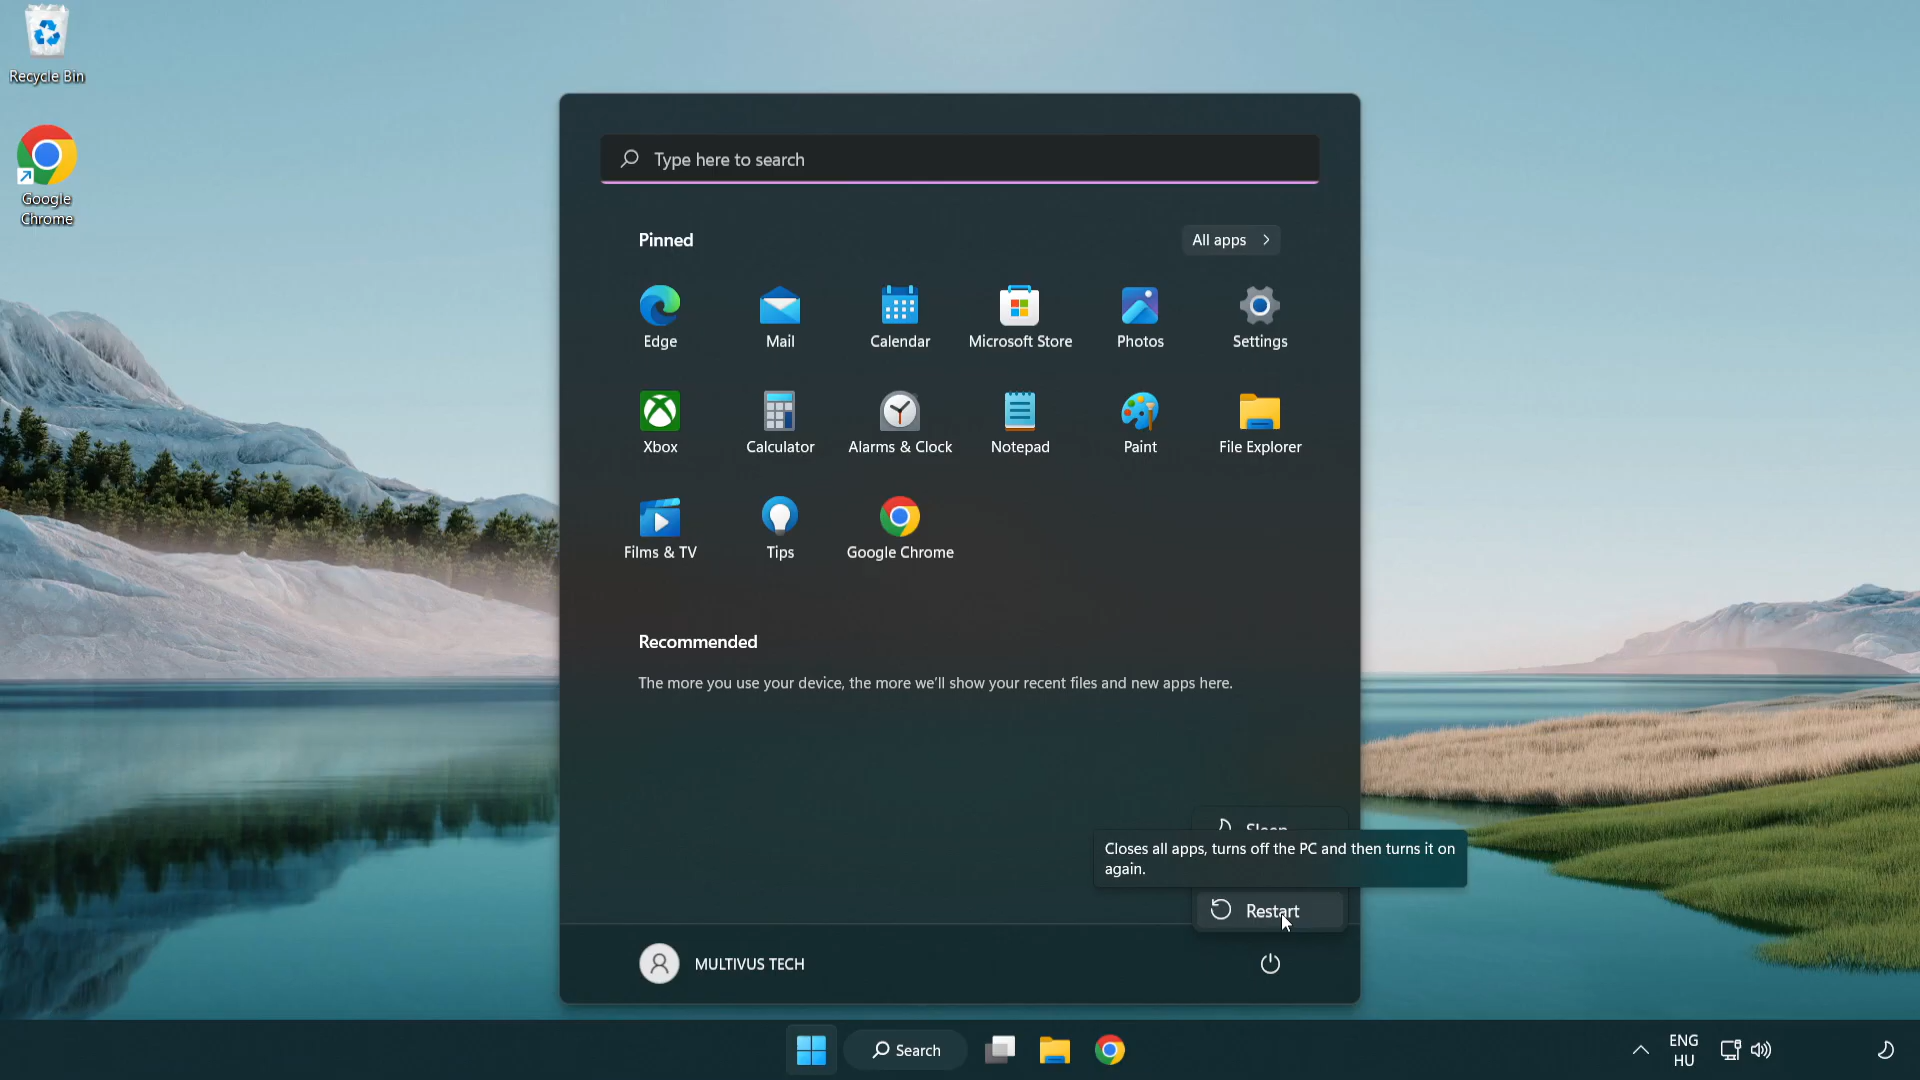 Recycle Bin
Google
Chrome
Type here to search
Pinned
All apps
Edge
Mail
Calendar
Microsoft Store
Photos
Settings
Xbox
Calculator
Alarms & Clock
Notepad
Paint
File Explorer
Films & TV
Tips
Google Chrome
Recommended
The more you use your device, the more we'll show your recent files and new apps here.
Sleep
Closes all apps, turns off the PC and then turns it on
again.
Restart
MULTIVUS TECH
Search
ENG
HU